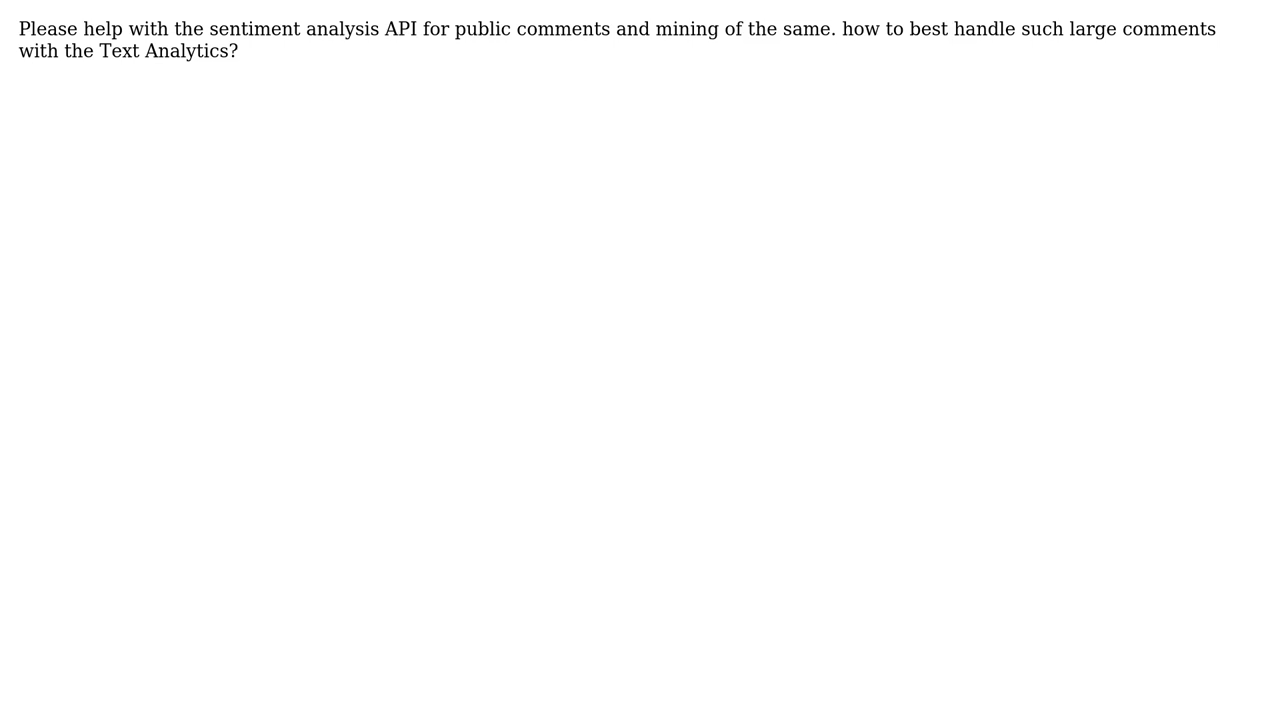 Please help with the sentiment analysis API for public comments and mining of the same. how to best handle such large comments
with the Text Analytics?